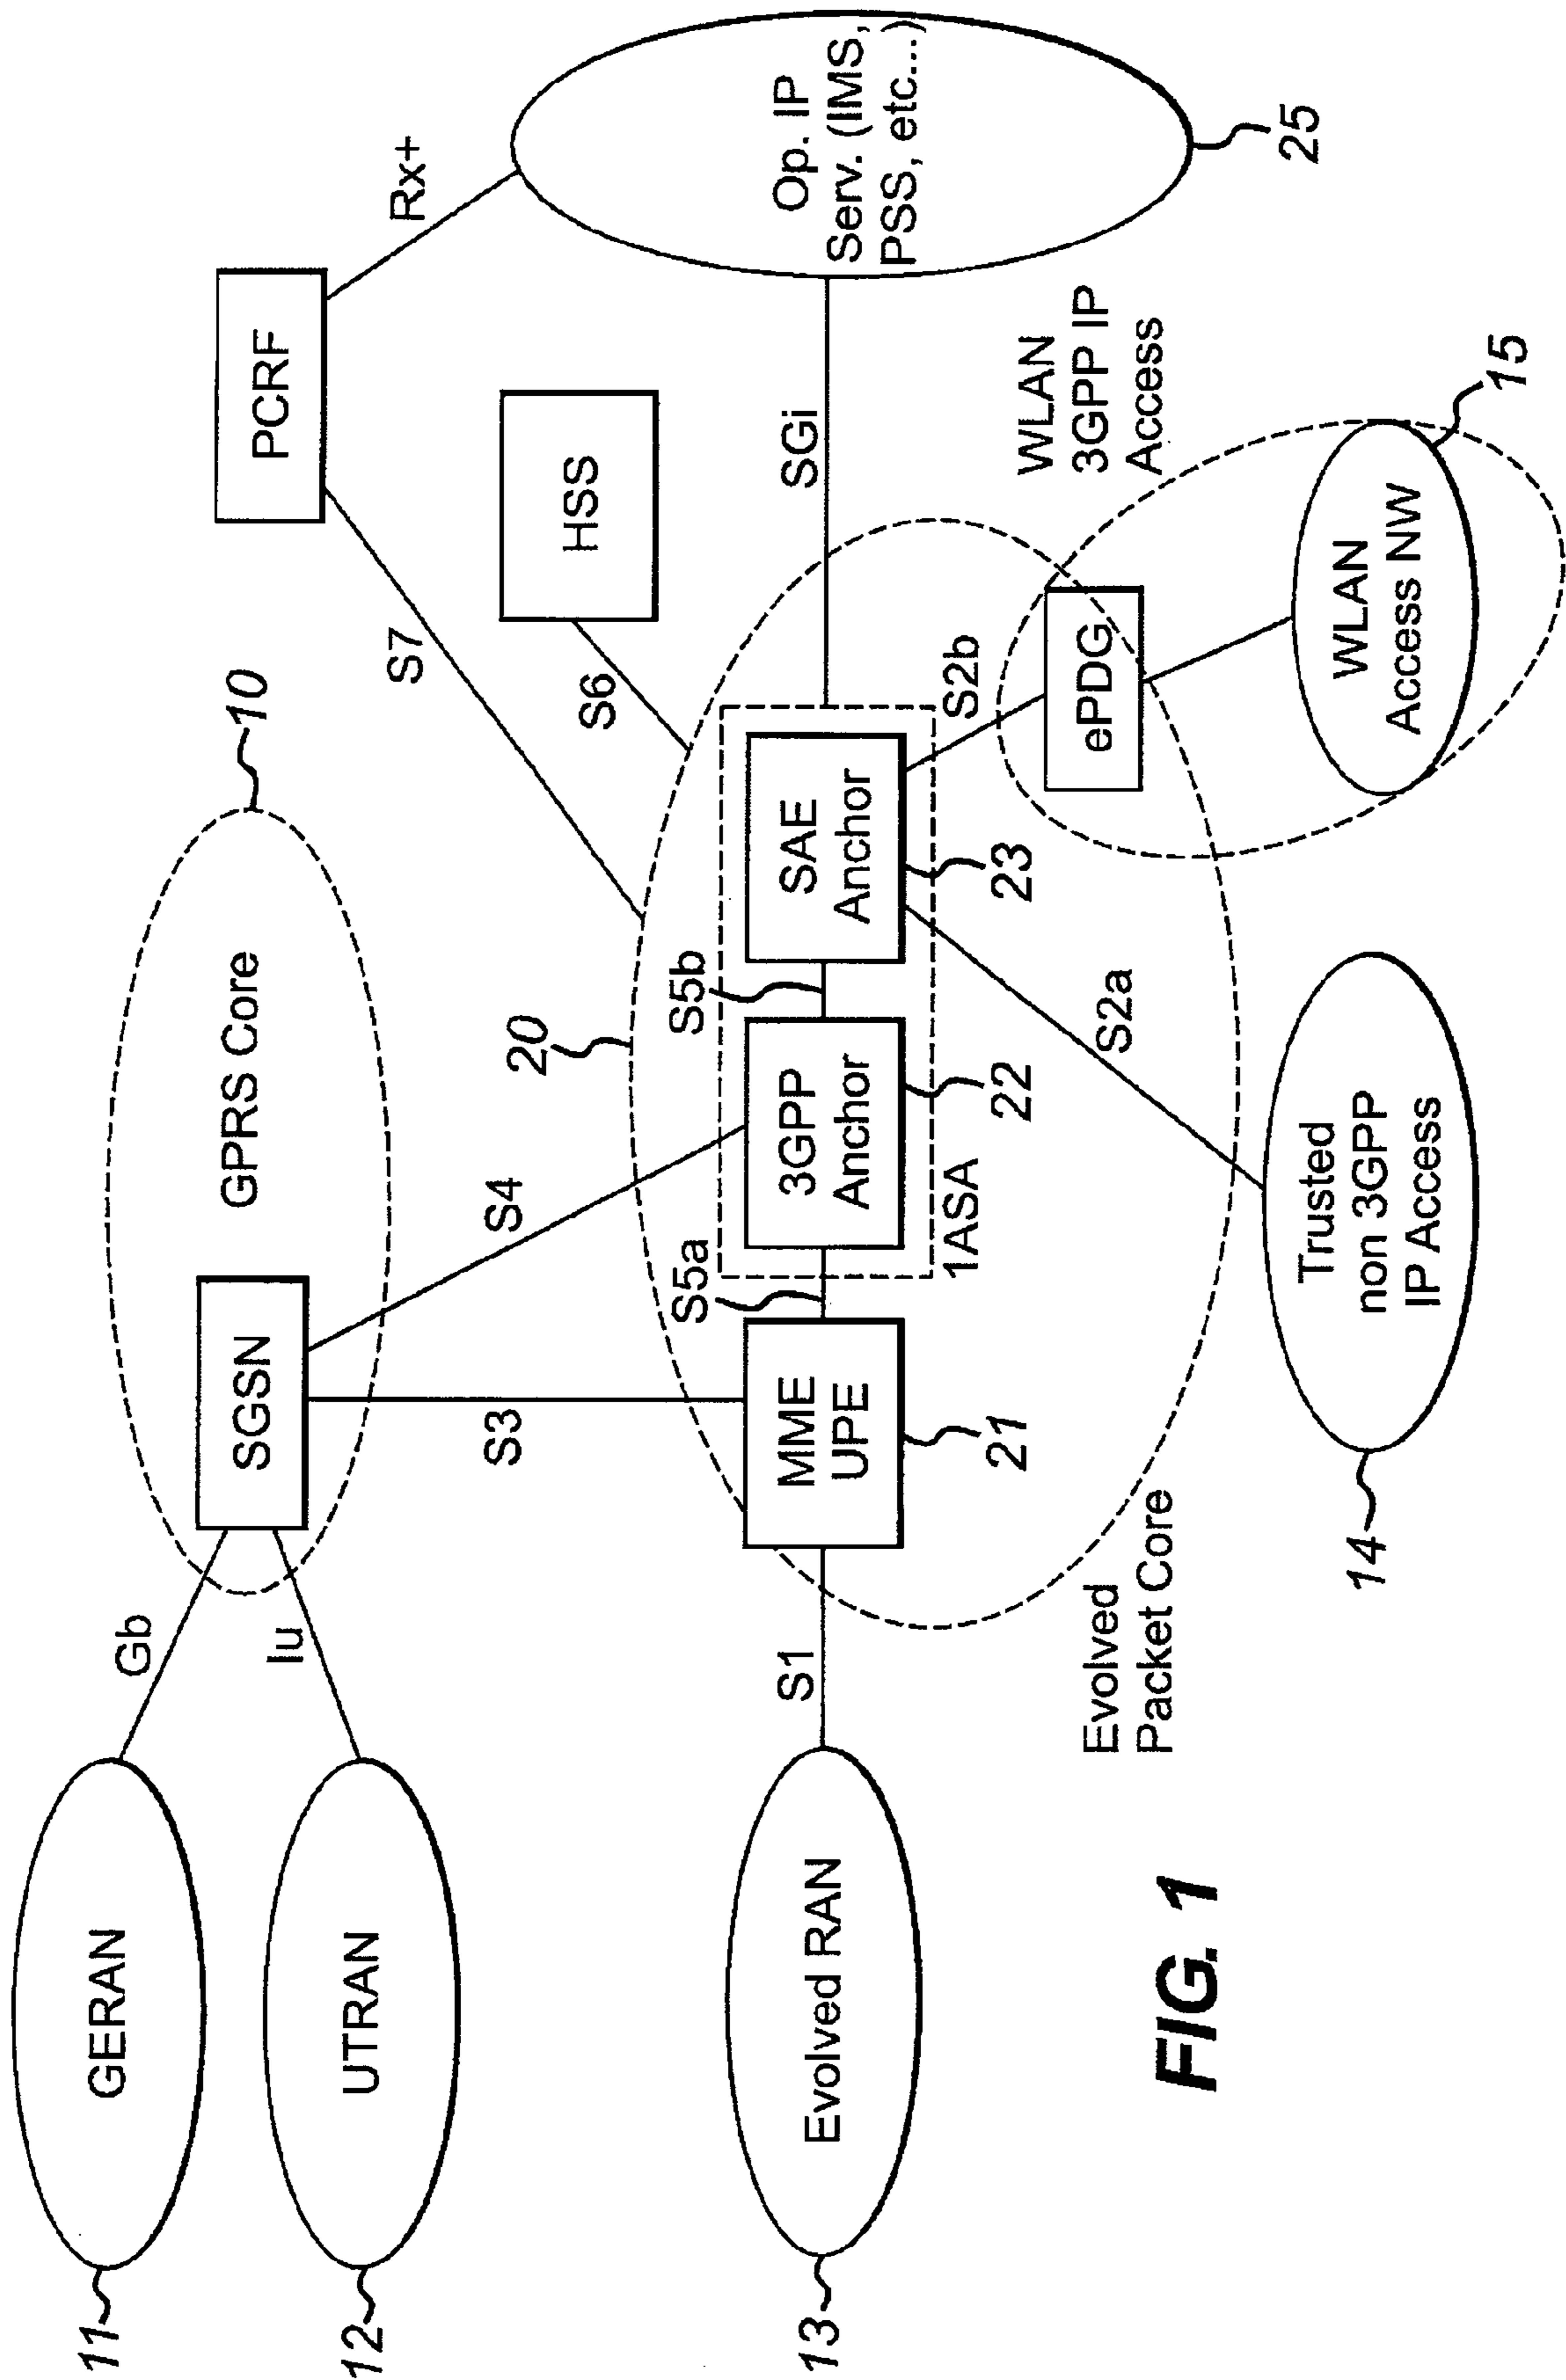 11
GERAN
Gb
12
UTRAN
Iu
SGSN
GPRS Core
10
S7
PCRF
Rx+
S3
S4
20
S6
HSS
13
Evolved RAN
S1
MME
UPE
21
S5a
3GPP
Anchor
22
S5b
SAE
Anchor
23
1ASA
SGi
Op. IP
Serv. (IMS,
PSS, etc...)
25
S2b
ePDG
WLAN
3GPP IP
Access
Evolved
Packet Core
S2a
14
Trusted
non 3GPP
IP Access
WLAN
Access NW
15
FIG. 1